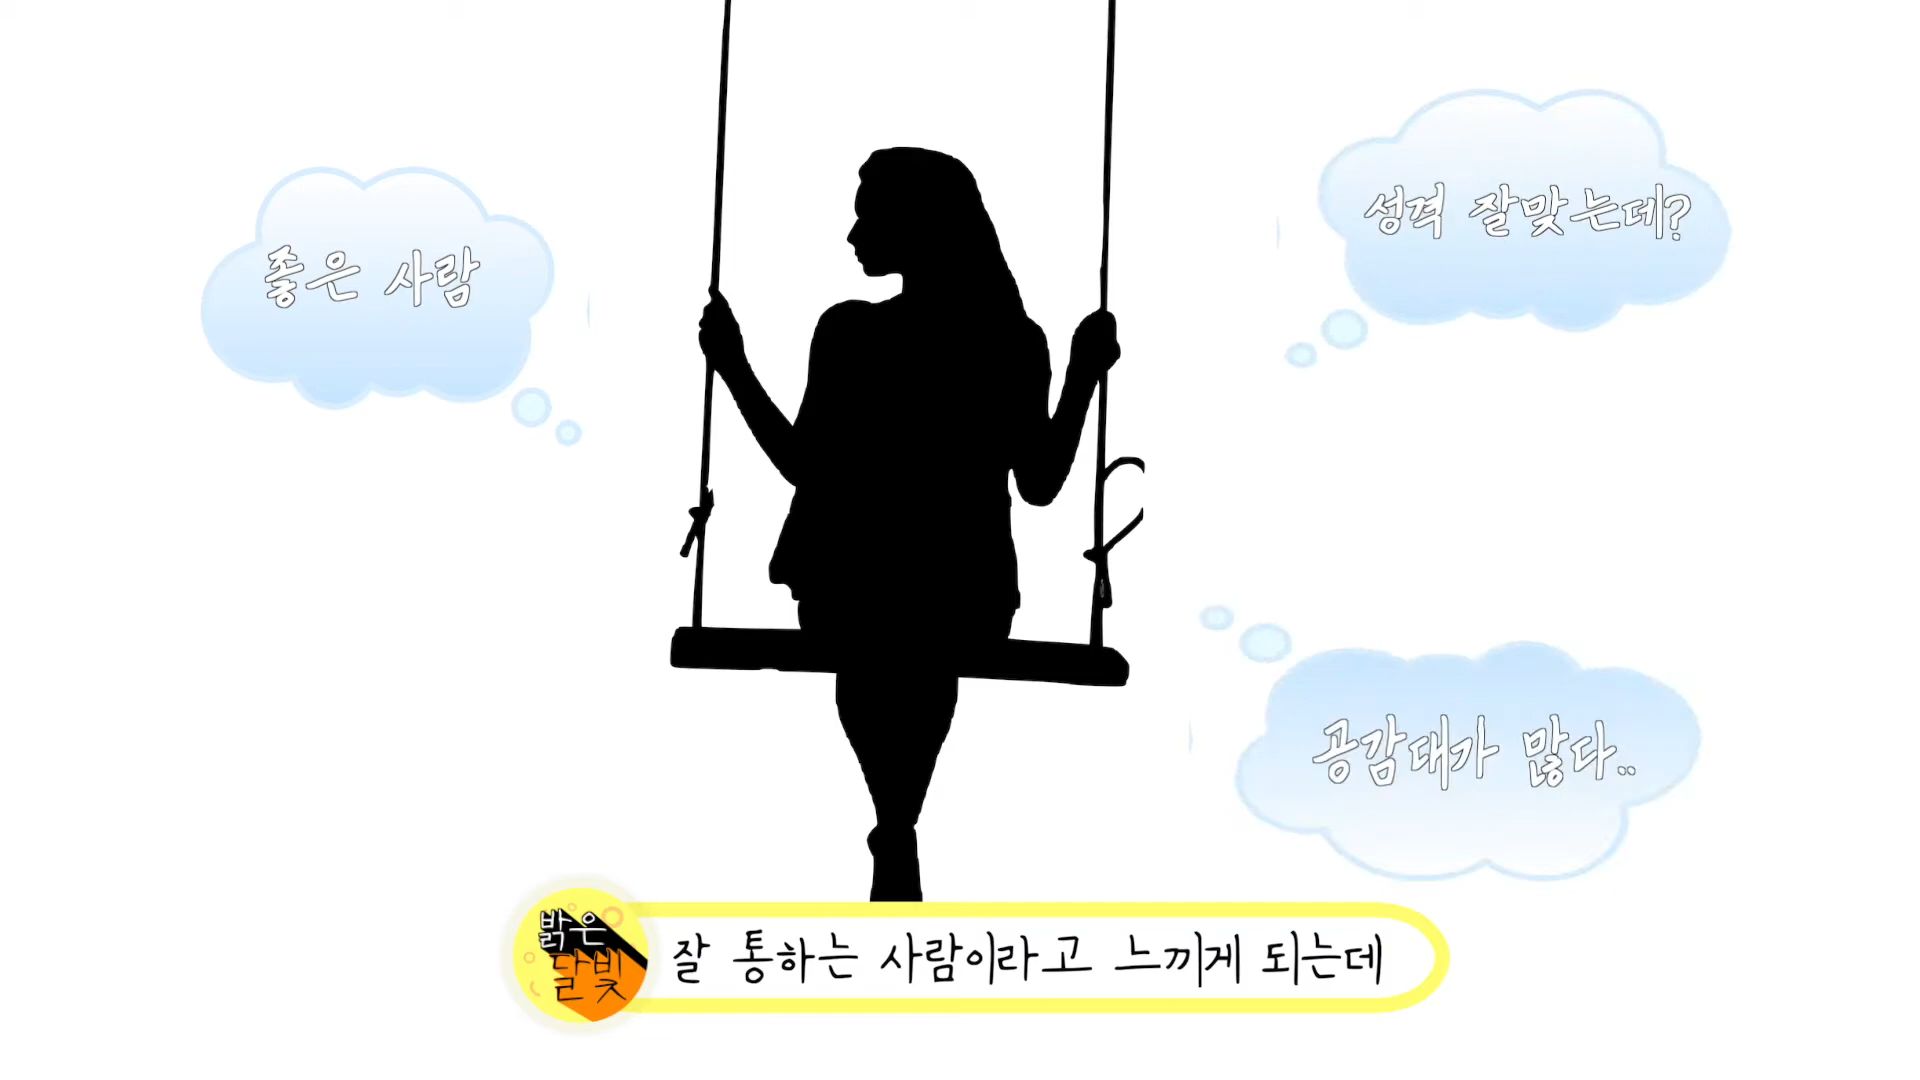 성격 잘맞는데?
좋은 사람
공감대가 많다..
밝은
달빛
잘 통하는 사람이라고 느끼게 되는데